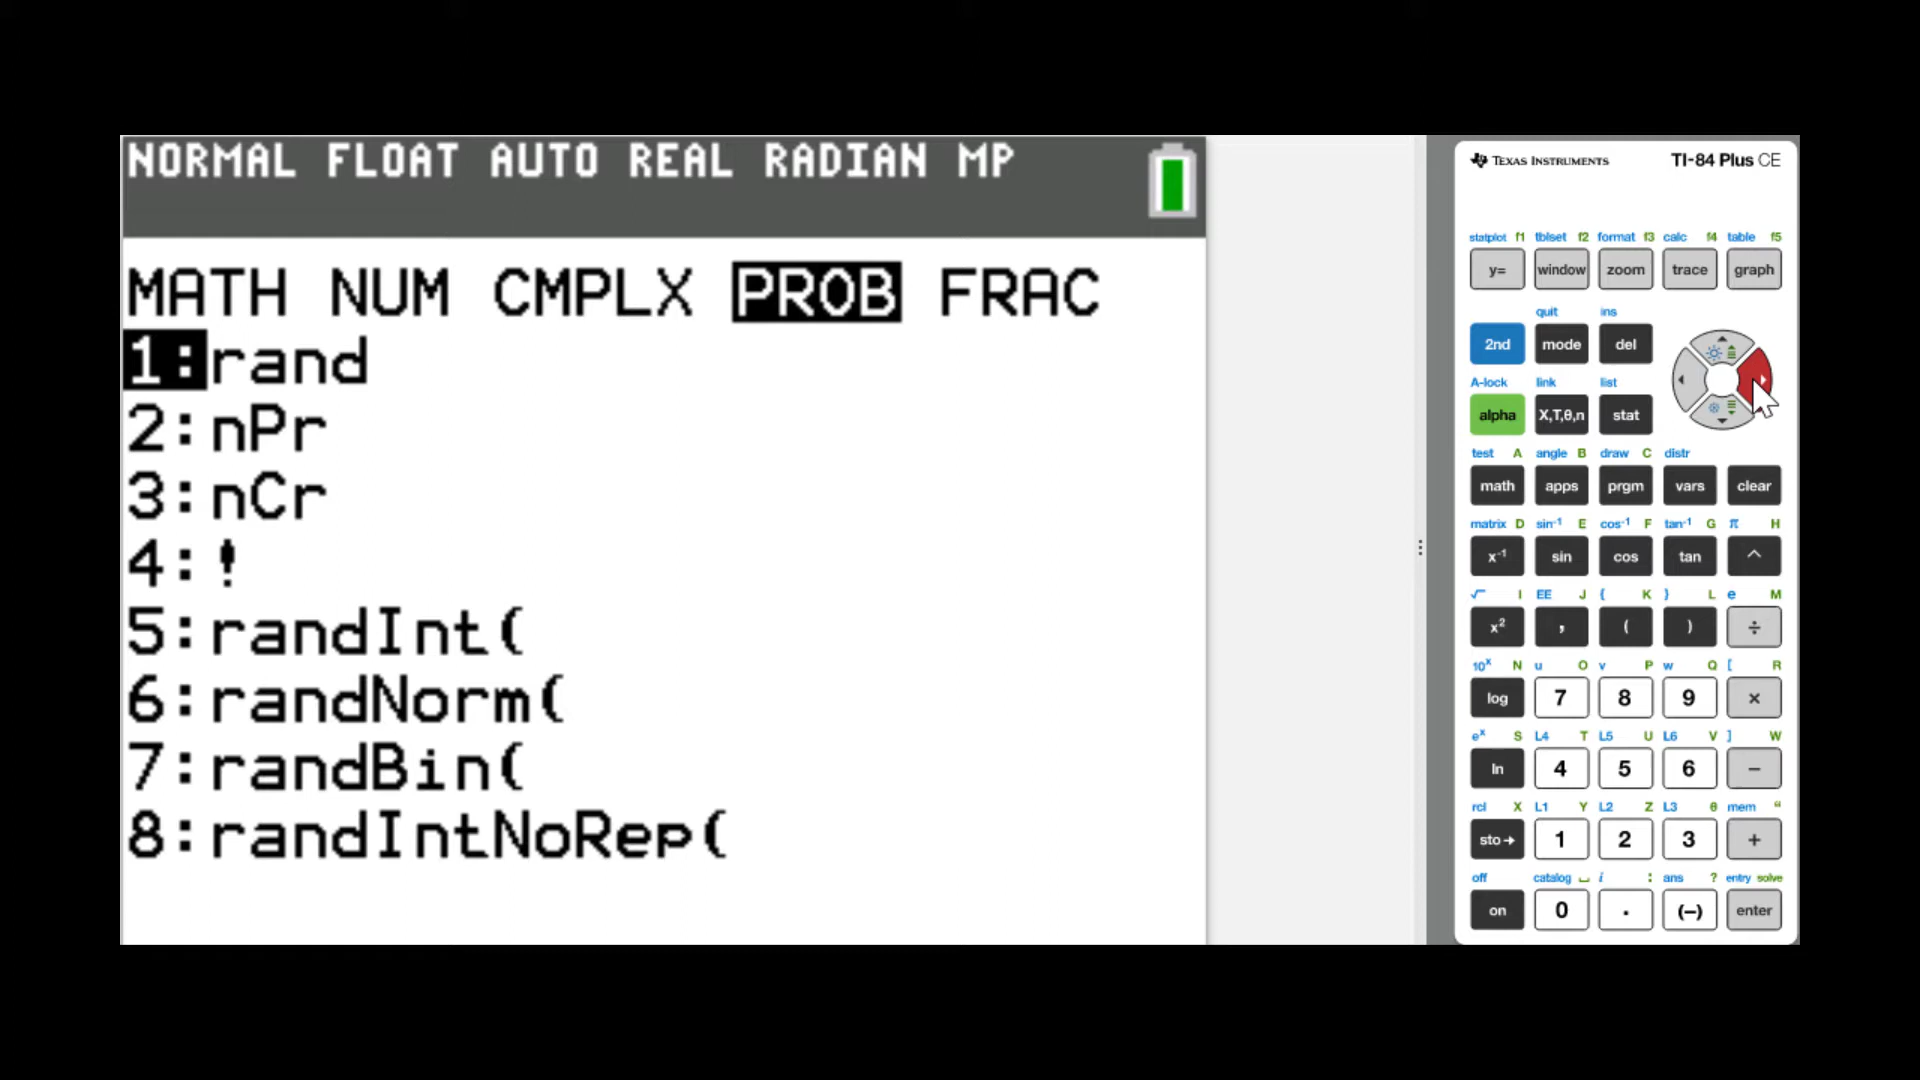 NORMAL FLOAT AUTO REAL RADIAN MP
MATH NUM CMPLX PROB FRAC
1:rand
2:nPr
3:nCr
4:!
5:randInt(
6:randNorm(
7:randBin(
8:randIntNoRep(
TEXAS INSTRUMENTS TI-84 Plus CE
statplot f1 tblset f2 format f3 calc f4 table f5
y= window zoom trace graph
quit ins
2nd mode del
A-lock link list
alpha X,T,θ,n stat
test A angle B draw C distr
math apps prgm vars clear
matrix D sin⁻¹ E cos⁻¹ F tan⁻¹ G π H
x⁻¹ sin cos tan ^
√‾ I EE J { K } L e M
x² , ( ) ÷
10ˣ N u O v P w Q [ R
log 7 8 9 ×
eˣ S L4 T L5 U L6 V ] W
ln 4 5 6 −
rcl X L1 Y L2 Z L3 θ mem “
sto→ 1 2 3 +
off catalog ⎵ i : ans ? entry solve
on 0 . (−) enter